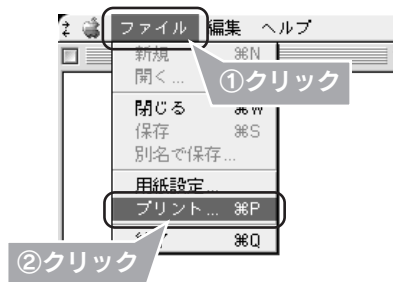 ファイル 編集 ヘルプ
新規 ⌘N
開く...
①クリック
閉じる ⌘W
保存 ⌘S
別名で保存...
用紙設定...
プリント... ⌘P
⌘Q
②クリック